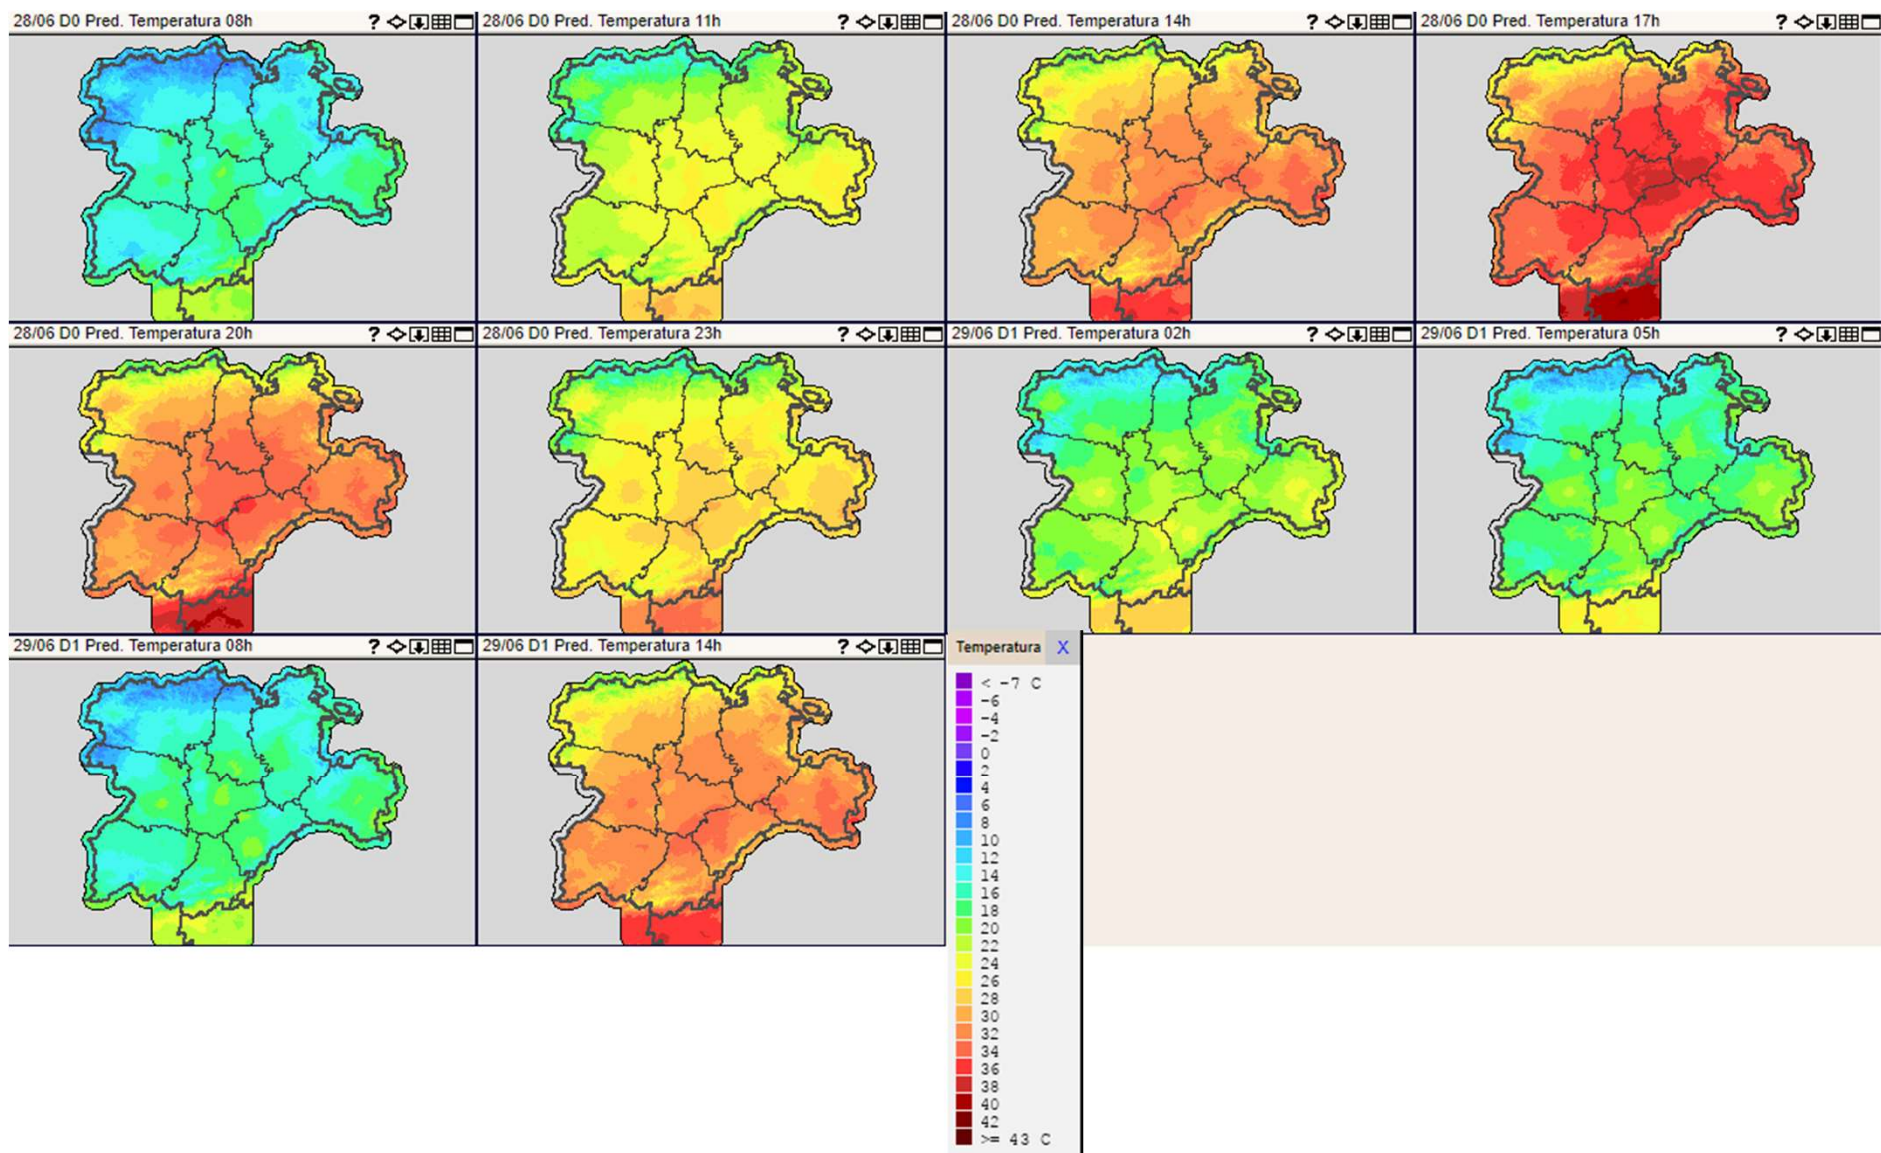 28/06 D0 Pred. Temperatura 08h ?
28/06 D0 Pred. Temperatura 11h ?
28/06 D0 Pred. Temperatura 14h ?
28/06 D0 Pred. Temperatura 17h ?
28/06 D0 Pred. Temperatura 20h ?
28/06 D0 Pred. Temperatura 23h ?
29/06 D1 Pred. Temperatura 02h ?
29/06 D1 Pred. Temperatura 05h ?
29/06 D1 Pred. Temperatura 08h ?
29/06 D1 Pred. Temperatura 14h ?
Temperatura X
< -7 C
-6
-4
-2
0
2
4
6
8
10
12
14
16
18
20
22
24
26
28
30
32
34
36
38
40
42
>= 43 C